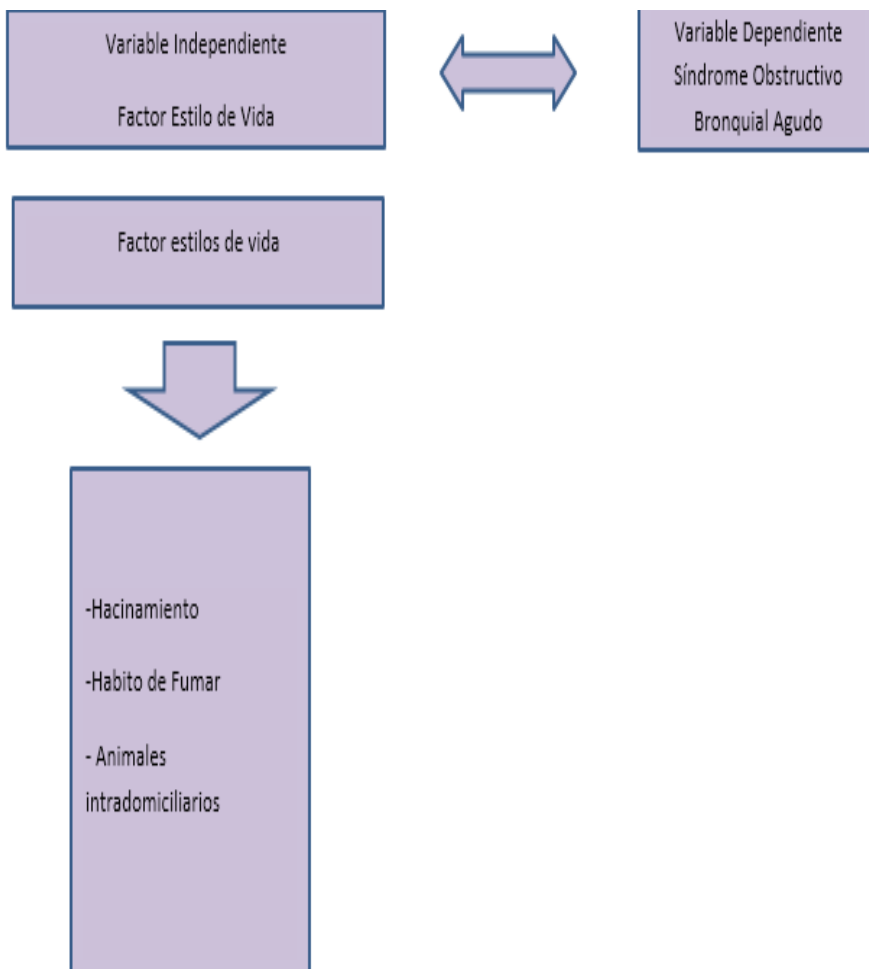 Variable Independiente
Factor Estilo de Vida
Variable Dependiente
Síndrome Obstructivo
Bronquial Agudo
Factor estilos de vida
-Hacinamiento
-Habito de Fumar
- Animales
intradomiciliarios